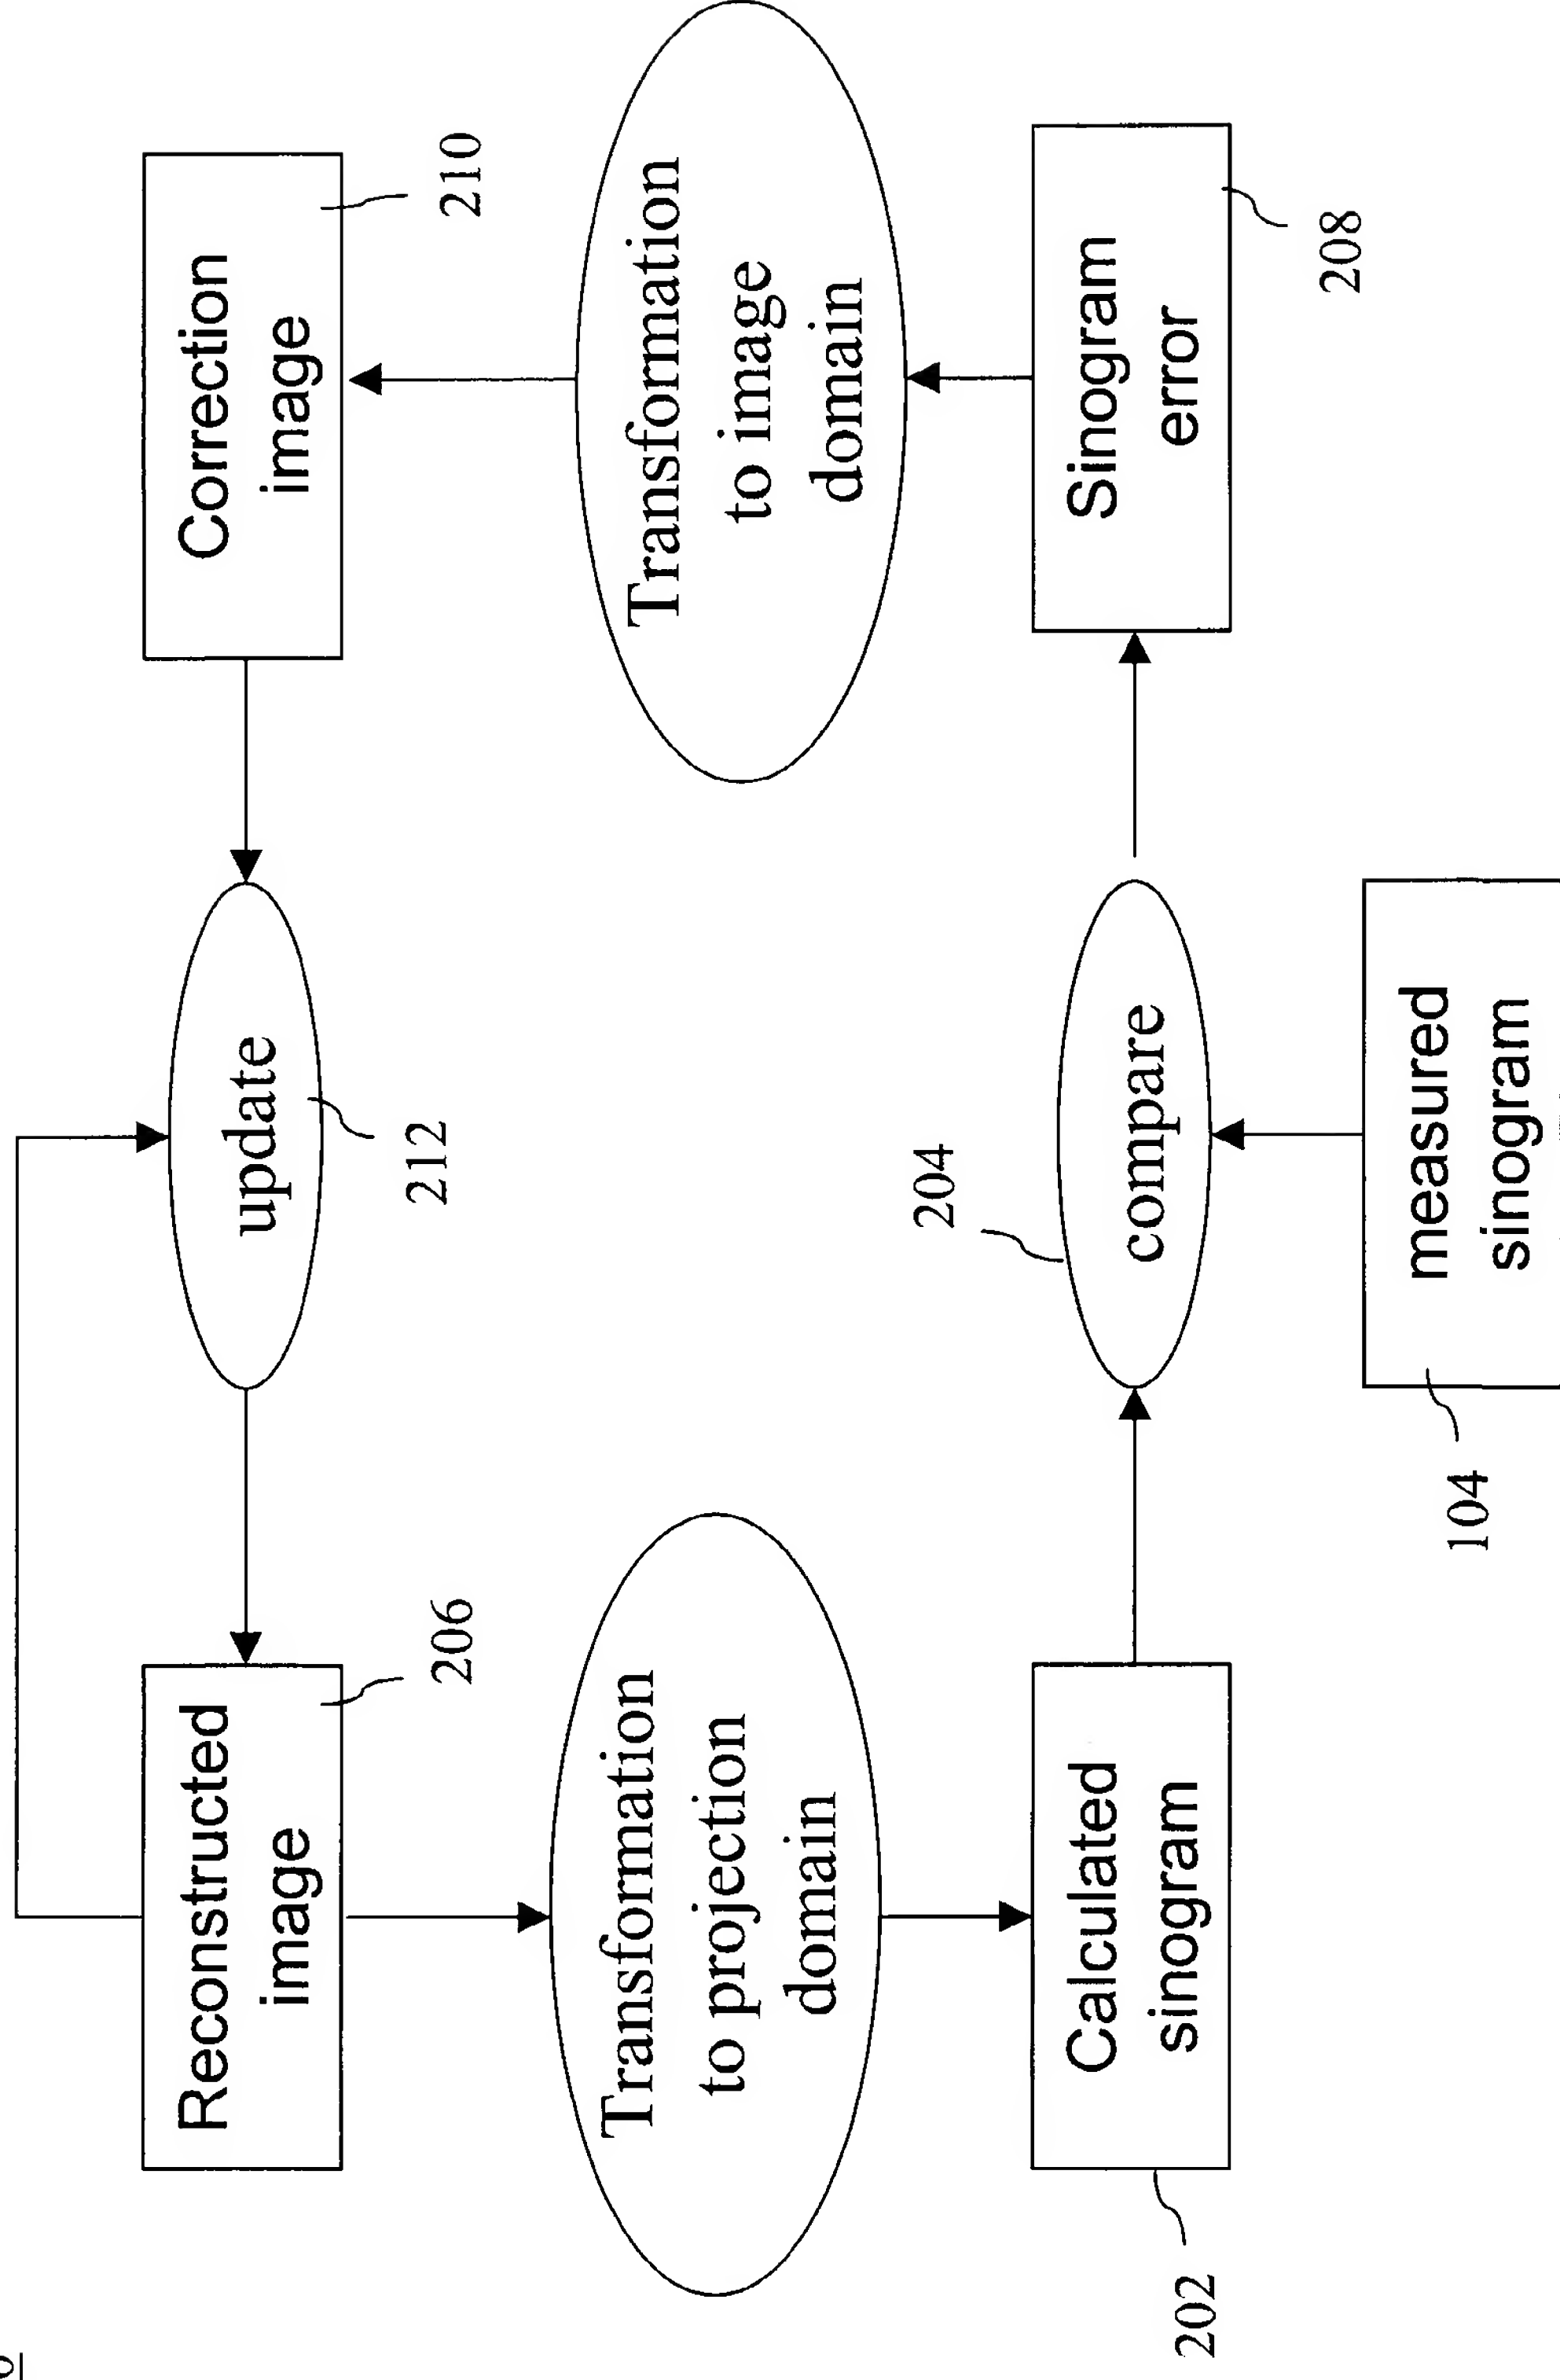 Reconstructed
image
206
update
212
Correction
image
210
Transformation
to projection
domain
Transformation
to image
domain
Calculated
sinogram
202
204
compare
Sinogram
error
208
measured
sinogram
104